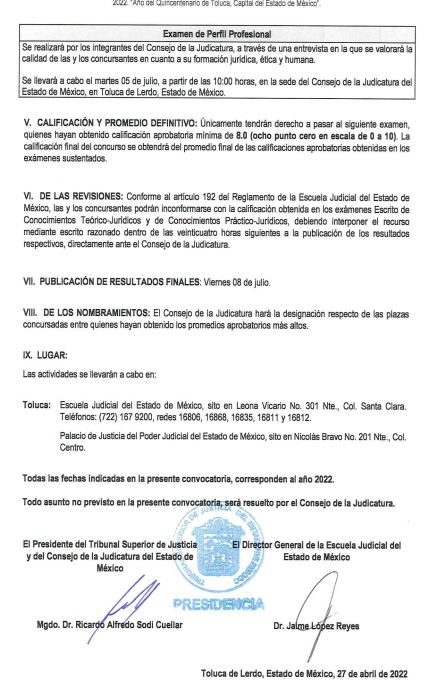 2022. "Año del Quincentenario de Toluca, Capital del Estado de México".
Examen de Perfil Profesional
Se realizará por los integrantes del Consejo de la Judicatura, a través de una entrevista en la que se valorará la
calidad de las y los concursantes en cuanto a su formación jurídica, ética y humana.
Se llevará a cabo el martes 05 de julio, a partir de las 10:00 horas, en la sede del Consejo de la Judicatura del
Estado de México, en Toluca de Lerdo, Estado de México.
V. CALIFICACIÓN Y PROMEDIO DEFINITIVO: Únicamente tendrán derecho a pasar al siguiente examen,
quienes hayan obtenido calificación aprobatoria mínima de 8.0 (ocho punto cero en escala de 0 a 10). La
calificación final del concurso se obtendrá del promedio final de las calificaciones aprobatorias obtenidas en los
exámenes sustentados.
VI. DE LAS REVISIONES: Conforme al artículo 192 del Reglamento de la Escuela Judicial del Estado de
México, las y los concursantes podrán inconformarse con la calificación obtenida en los exámenes Escrito de
Conocimientos Teórico-Jurídicos y de Conocimientos Práctico-Jurídicos, debiendo interponer el recurso
mediante escrito razonado dentro de las veinticuatro horas siguientes a la publicación de los resultados
respectivos, directamente ante el Consejo de la Judicatura.
VII. PUBLICACIÓN DE RESULTADOS FINALES: Viernes 08 de julio.
VIII. DE LOS NOMBRAMIENTOS: El Consejo de la Judicatura hará la designación respecto de las plazas
concursadas entre quienes hayan obtenido los promedios aprobatorios más altos.
IX. LUGAR:
Las actividades se llevarán a cabo en:
Toluca: Escuela Judicial del Estado de México, sito en Leona Vicario No. 301 Nte., Col. Santa Clara.
Teléfonos: (722) 167 9200, redes 16806, 16868, 16835, 16811 y 16812.
Palacio de Justicia del Poder Judicial del Estado de México, sito en Nicolás Bravo No. 201 Nte., Col.
Centro.
Todas las fechas indicadas en la presente convocatoria, corresponden al año 2022.
Todo asunto no previsto en la presente convocatoria, será resuelto por el Consejo de la Judicatura.
El Presidente del Tribunal Superior de Justicia
y del Consejo de la Judicatura del Estado de
México
El Director General de la Escuela Judicial del
Estado de México
PRESIDENCIA
Mgdo. Dr. Ricardo Alfredo Sodi Cuellar
Dr. Jaime López Reyes
Toluca de Lerdo, Estado de México, 27 de abril de 2022